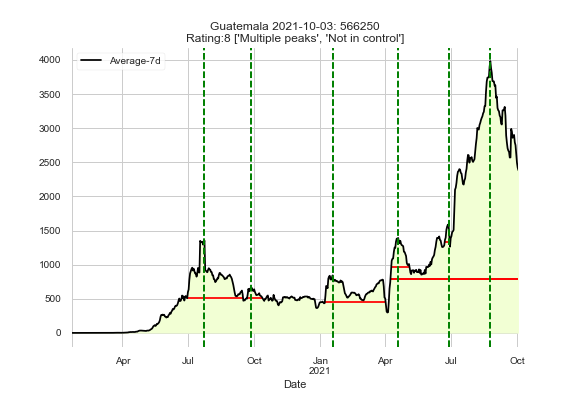 Guatemala 2021-10-03: 566250
Rating:8 ['Multiple peaks', 'Not in control']
Average-7d
4000
3500
3000
2500
2000
1500
1000
500
0
Apr
Jul
Oct
Jan
2021
Apr
Jul
Oct
Date